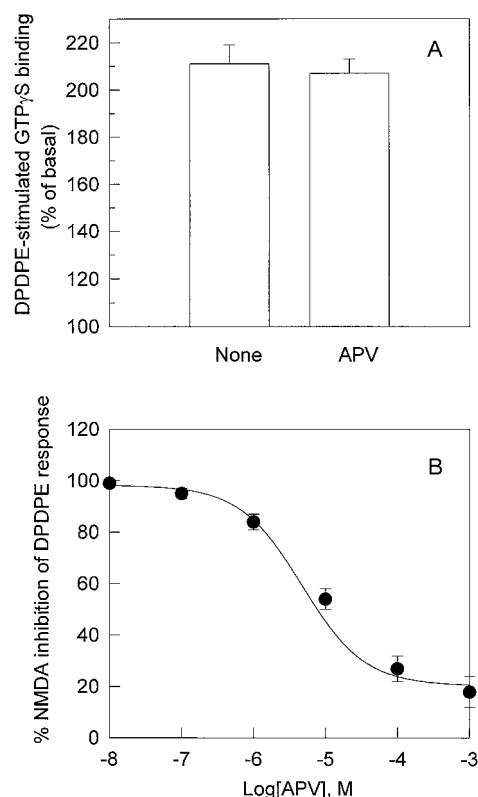 A
DPDPE-stimulated GTPγS binding
(% of basal)
220
200
180
160
140
120
100
None APV
B
% NMDA inhibition of DPDPE response
120
100
80
60
40
20
0
-8 -7 -6 -5 -4 -3
Log[APV], M